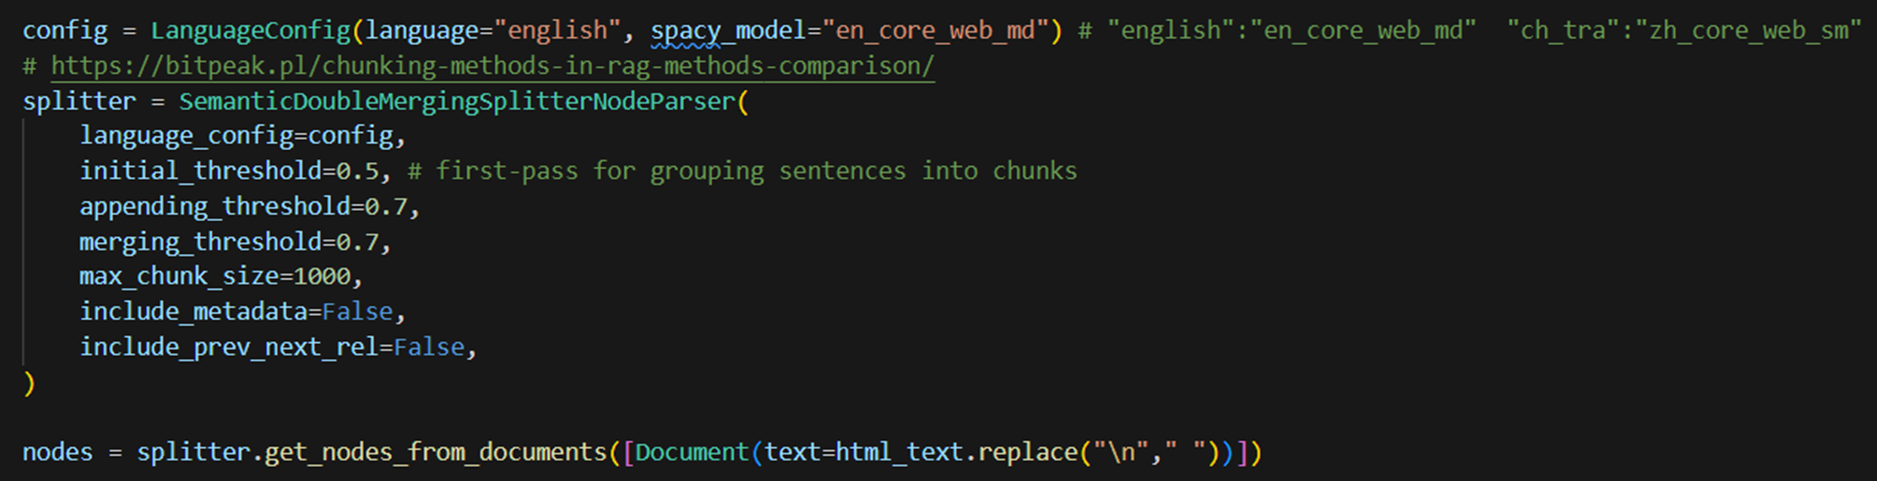 config = LanguageConfig(language="english", spacy_model="en_core_web_md") # "english":"en_core_web_md"  "ch_tra":"zh_core_web_sm"
# https://bitpeak.pl/chunking-methods-in-rag-methods-comparison/
splitter = SemanticDoubleMergingSplitterNodeParser(
    language_config=config,
    initial_threshold=0.5, # first-pass for grouping sentences into chunks
    appending_threshold=0.7,
    merging_threshold=0.7,
    max_chunk_size=1000,
    include_metadata=False,
    include_prev_next_rel=False,
)
nodes = splitter.get_nodes_from_documents([Document(text=html_text.replace("\n"," "))])